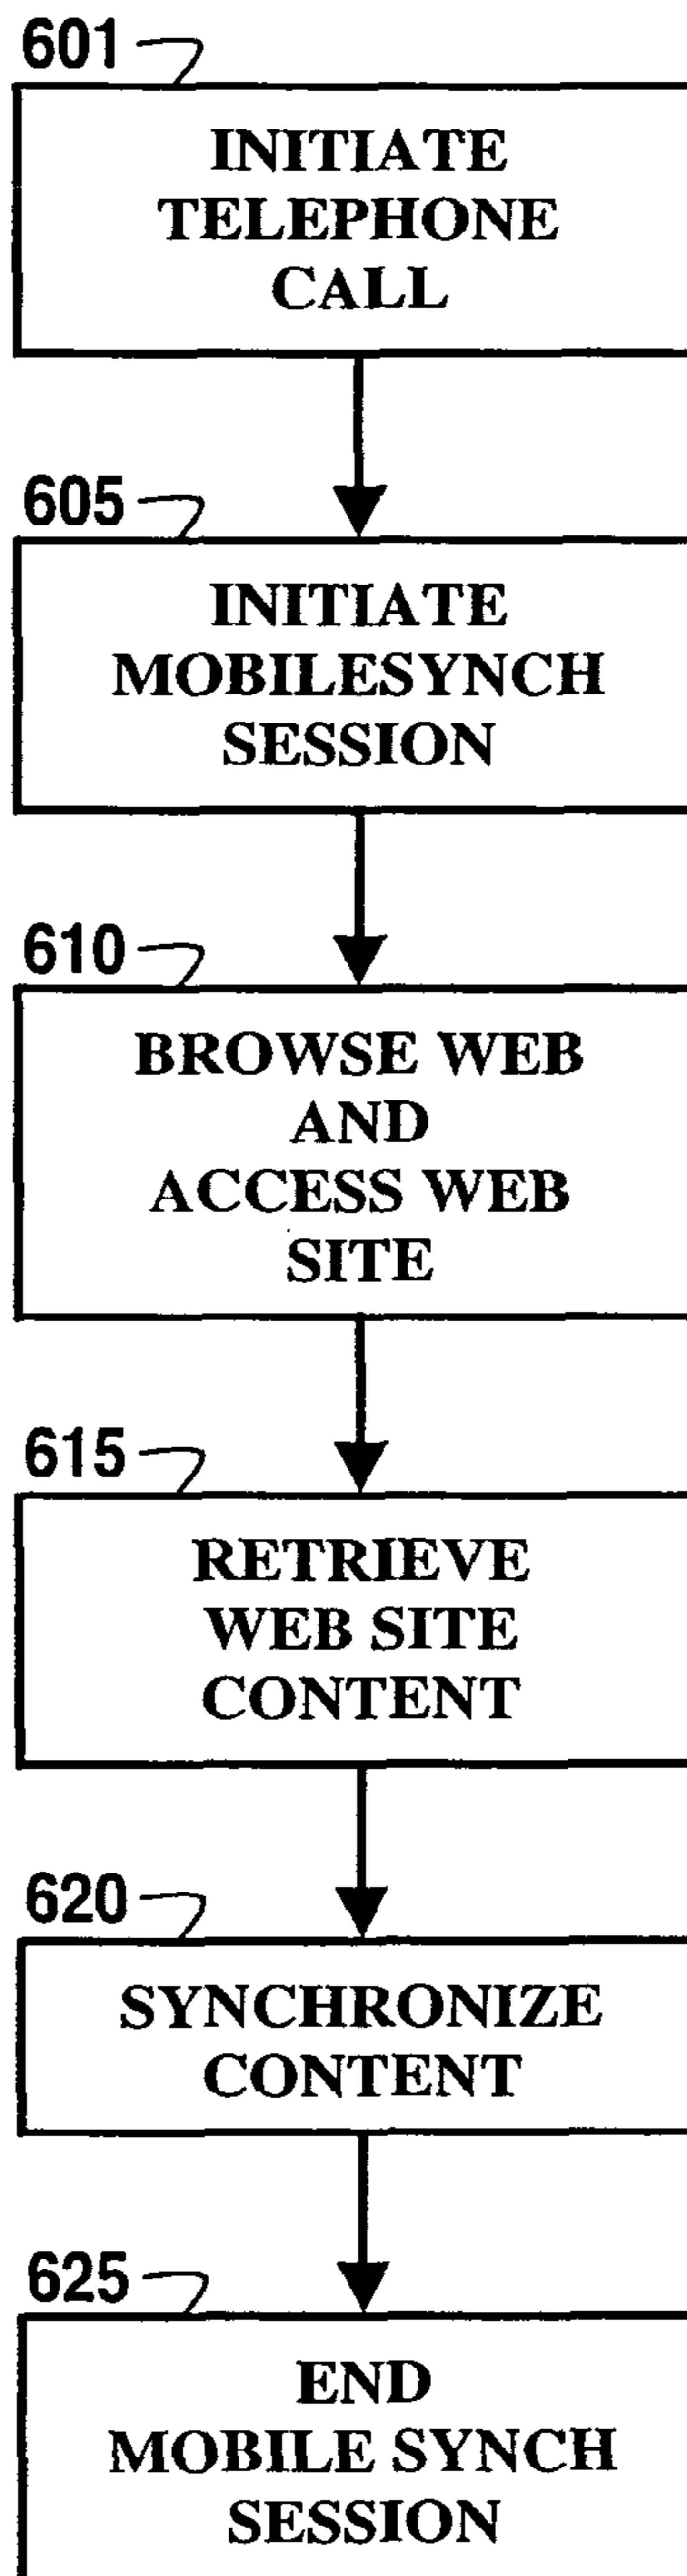 601
INITIATE
TELEPHONE
CALL
605
INITIATE
MOBILESYNCH
SESSION
610
BROWSE WEB
AND
ACCESS WEB
SITE
615
RETRIEVE
WEB SITE
CONTENT
620
SYNCHRONIZE
CONTENT
625
END
MOBILE SYNCH
SESSION